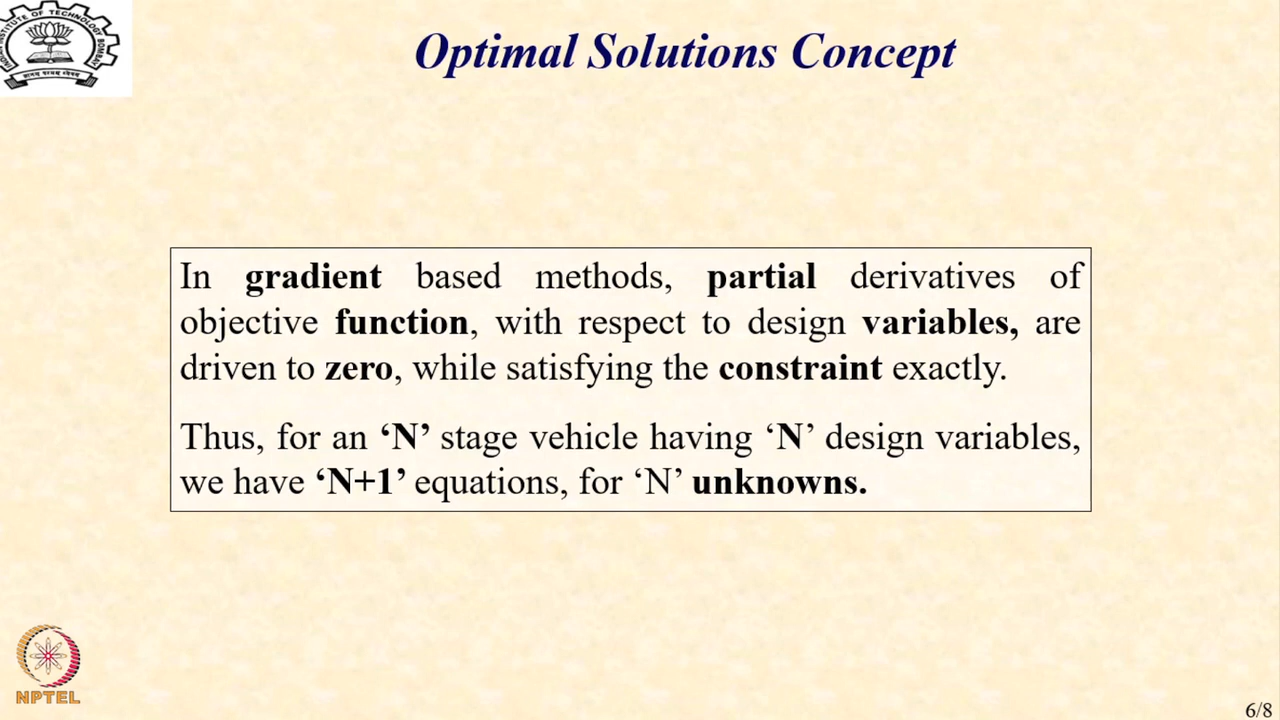 Optimal Solutions Concept
In gradient based methods, partial derivatives of
objective function, with respect to design variables, are
driven to zero, while satisfying the constraint exactly.
Thus, for an ‘N’ stage vehicle having ‘N’ design variables,
we have ‘N+1’ equations, for ‘N’ unknowns.
NPTEL
6/8